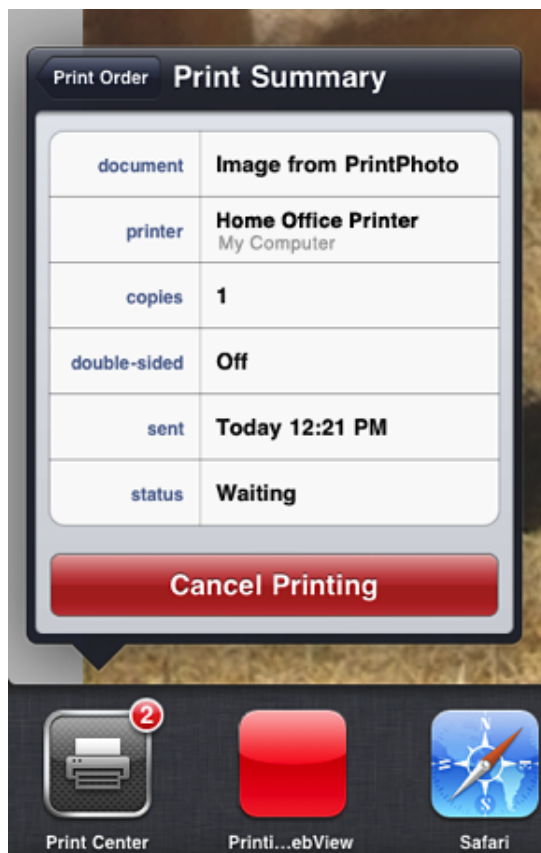 Print Order
Print Summary
document
Image from PrintPhoto
printer
Home Office Printer
My Computer
copies
1
double-sided
Off
sent
Today 12:21 PM
status
Waiting
Cancel Printing
2
N
W
E
S
Print Center
Printi...ebView
Safari